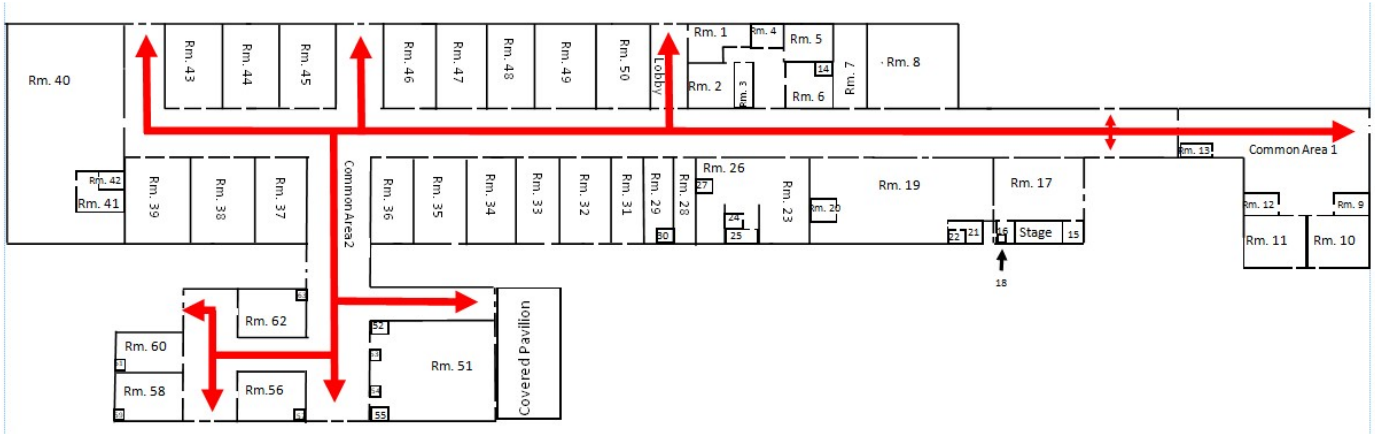 Rm. 40
Rm. 43
Rm. 44
Rm. 45
Rm. 46
Rm. 47
Rm. 48
Rm. 49
Rm. 50
Lobby
Rm. 1
Rm. 2
Rm. 3
Rm. 4
Rm. 5
14
Rm. 6
Rm. 7
Rm. 8
Rm. 13
Common Area 1
Rm. 42
Rm. 41
Rm. 39
Rm. 38
Rm. 37
Common Area2
Rm. 36
Rm. 35
Rm. 34
Rm. 33
Rm. 32
Rm. 31
Rm. 29
30
Rm. 28
Rm. 26
27
24
25
Rm. 23
Rm. 20
Rm. 19
22
21
Rm. 17
16
Stage
15
18
Rm. 12
Rm. 9
Rm. 11
Rm. 10
Rm. 62
Rm. 60
Rm. 58
Rm.56
52
Rm. 51
55
Covered Pavilion